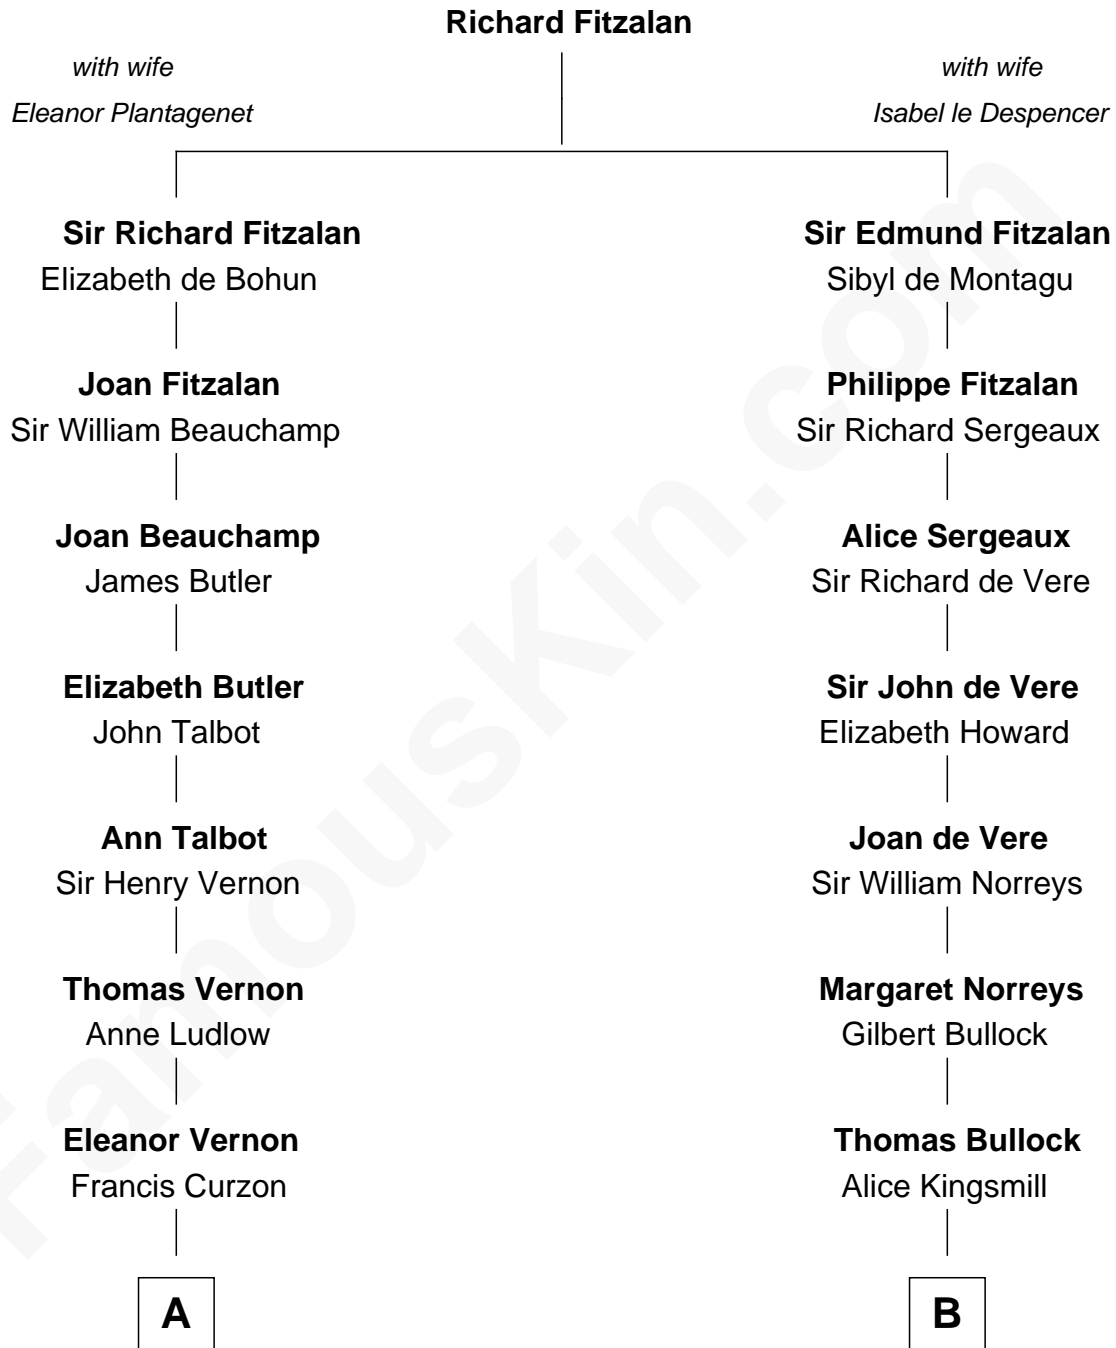 Richard Fitzalan
with wife
Eleanor Plantagenet
with wife
Isabel le Despencer
Sir Richard Fitzalan
Elizabeth de Bohun
Sir Edmund Fitzalan
Sibyl de Montagu
Joan Fitzalan
Sir William Beauchamp
Philippe Fitzalan
Sir Richard Sergeaux
Joan Beauchamp
James Butler
Alice Sergeaux
Sir Richard de Vere
Elizabeth Butler
John Talbot
Sir John de Vere
Elizabeth Howard
Ann Talbot
Sir Henry Vernon
Joan de Vere
Sir William Norreys
Thomas Vernon
Anne Ludlow
Margaret Norreys
Gilbert Bullock
Eleanor Vernon
Francis Curzon
Thomas Bullock
Alice Kingsmill
A
B
FamousKin.com